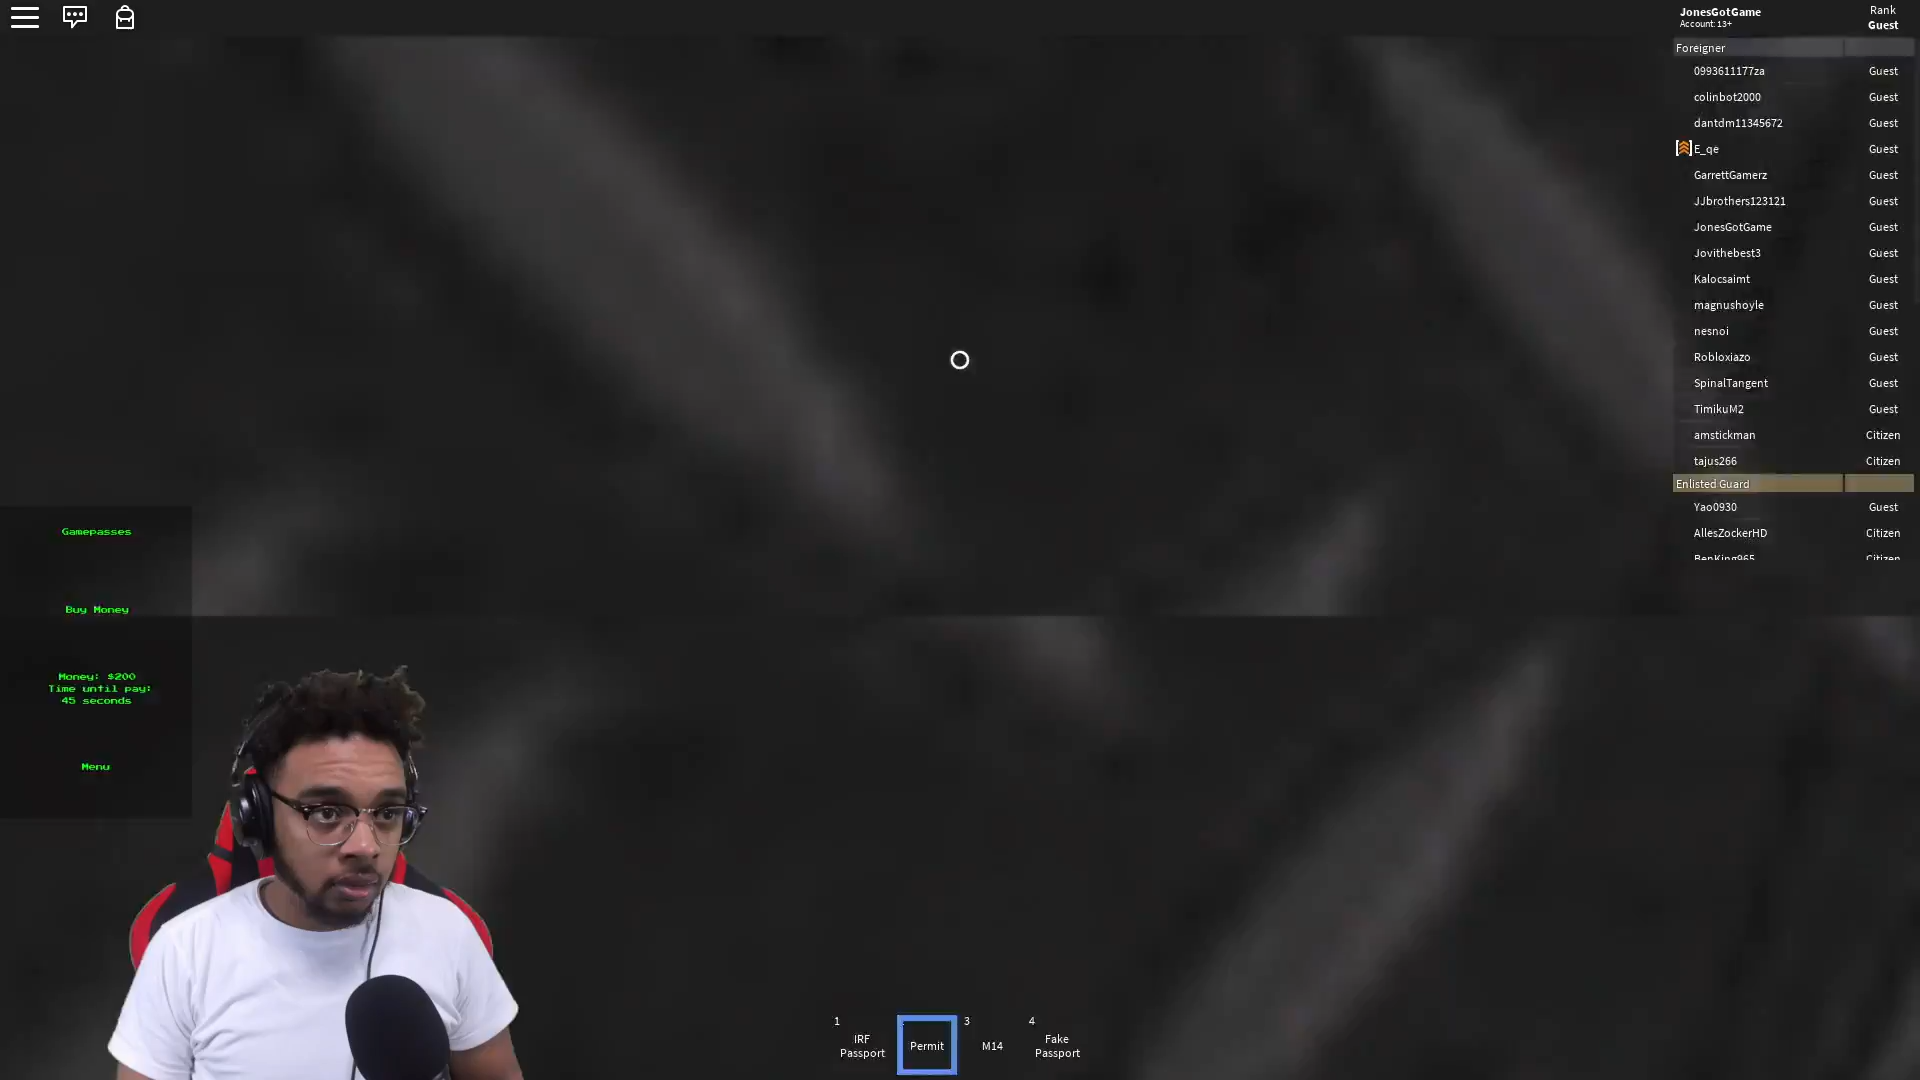 JonesGotGame
Account: 13+
Rank
Guest
Foreigner
0993611177za Guest
colinbot2000 Guest
dantdm11345672 Guest
E_qe Guest
GarrettGamerz Guest
JJbrothers123121 Guest
JonesGotGame Guest
Jovithebest3 Guest
Kalocsaimt Guest
magnushoyle Guest
nesnoi Guest
Robloxiazo Guest
SpinalTangent Guest
TimikuM2 Guest
amstickman Citizen
tajus266 Citizen
Enlisted Guard
Yao0930 Guest
AllesZockerHD Citizen
BenKing965 Citizen
Gamepasses
Buy Money
Money: $200
Time until pay:
45 seconds
Menu
1
IRF
Passport
Permit
3
M14
4
Fake
Passport